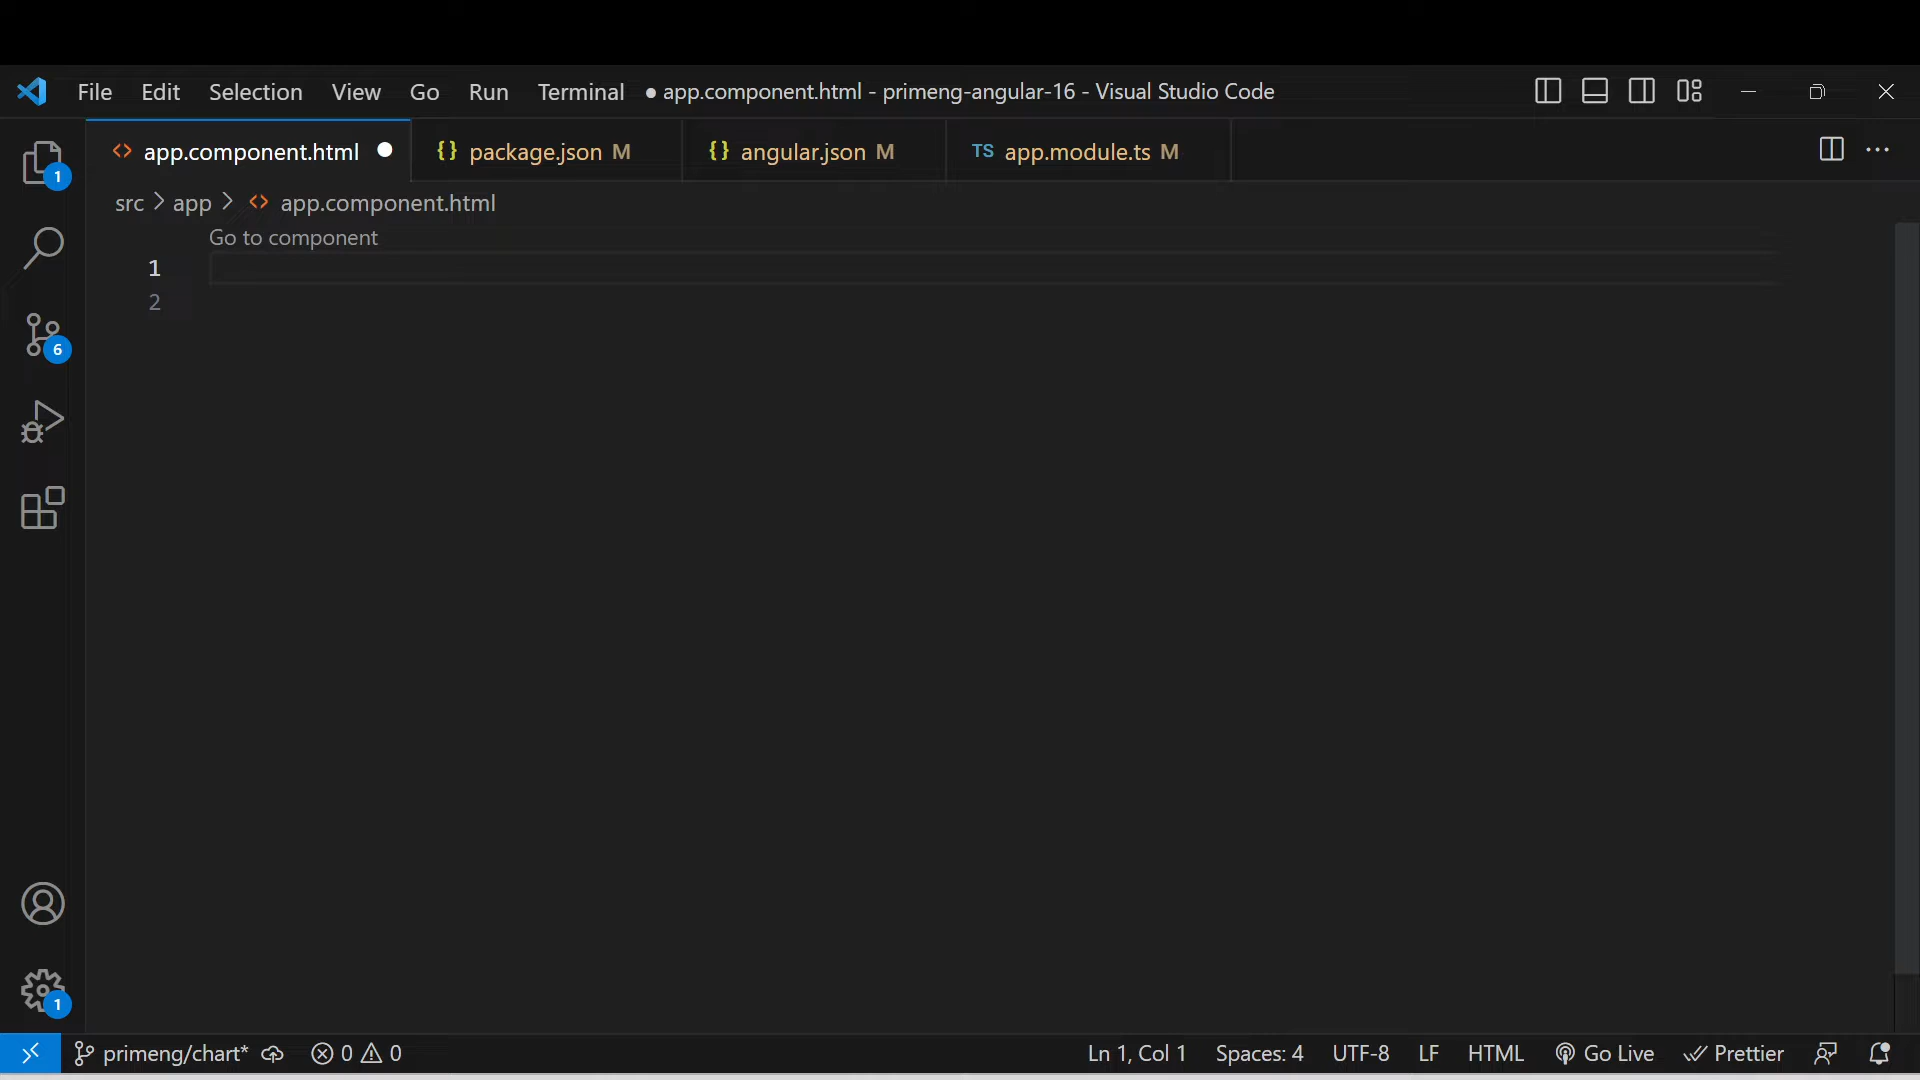 File Edit Selection View Go Run Terminal ● app.component.html - primeng-angular-16 - Visual Studio Code
<> app.component.html ● {} package.json M {} angular.json M TS app.module.ts M ...
src > app > <> app.component.html
Go to component
1
2
1
6
1
primeng/chart* 0 0 Ln 1, Col 1 Spaces: 4 UTF-8 LF HTML Go Live Prettier